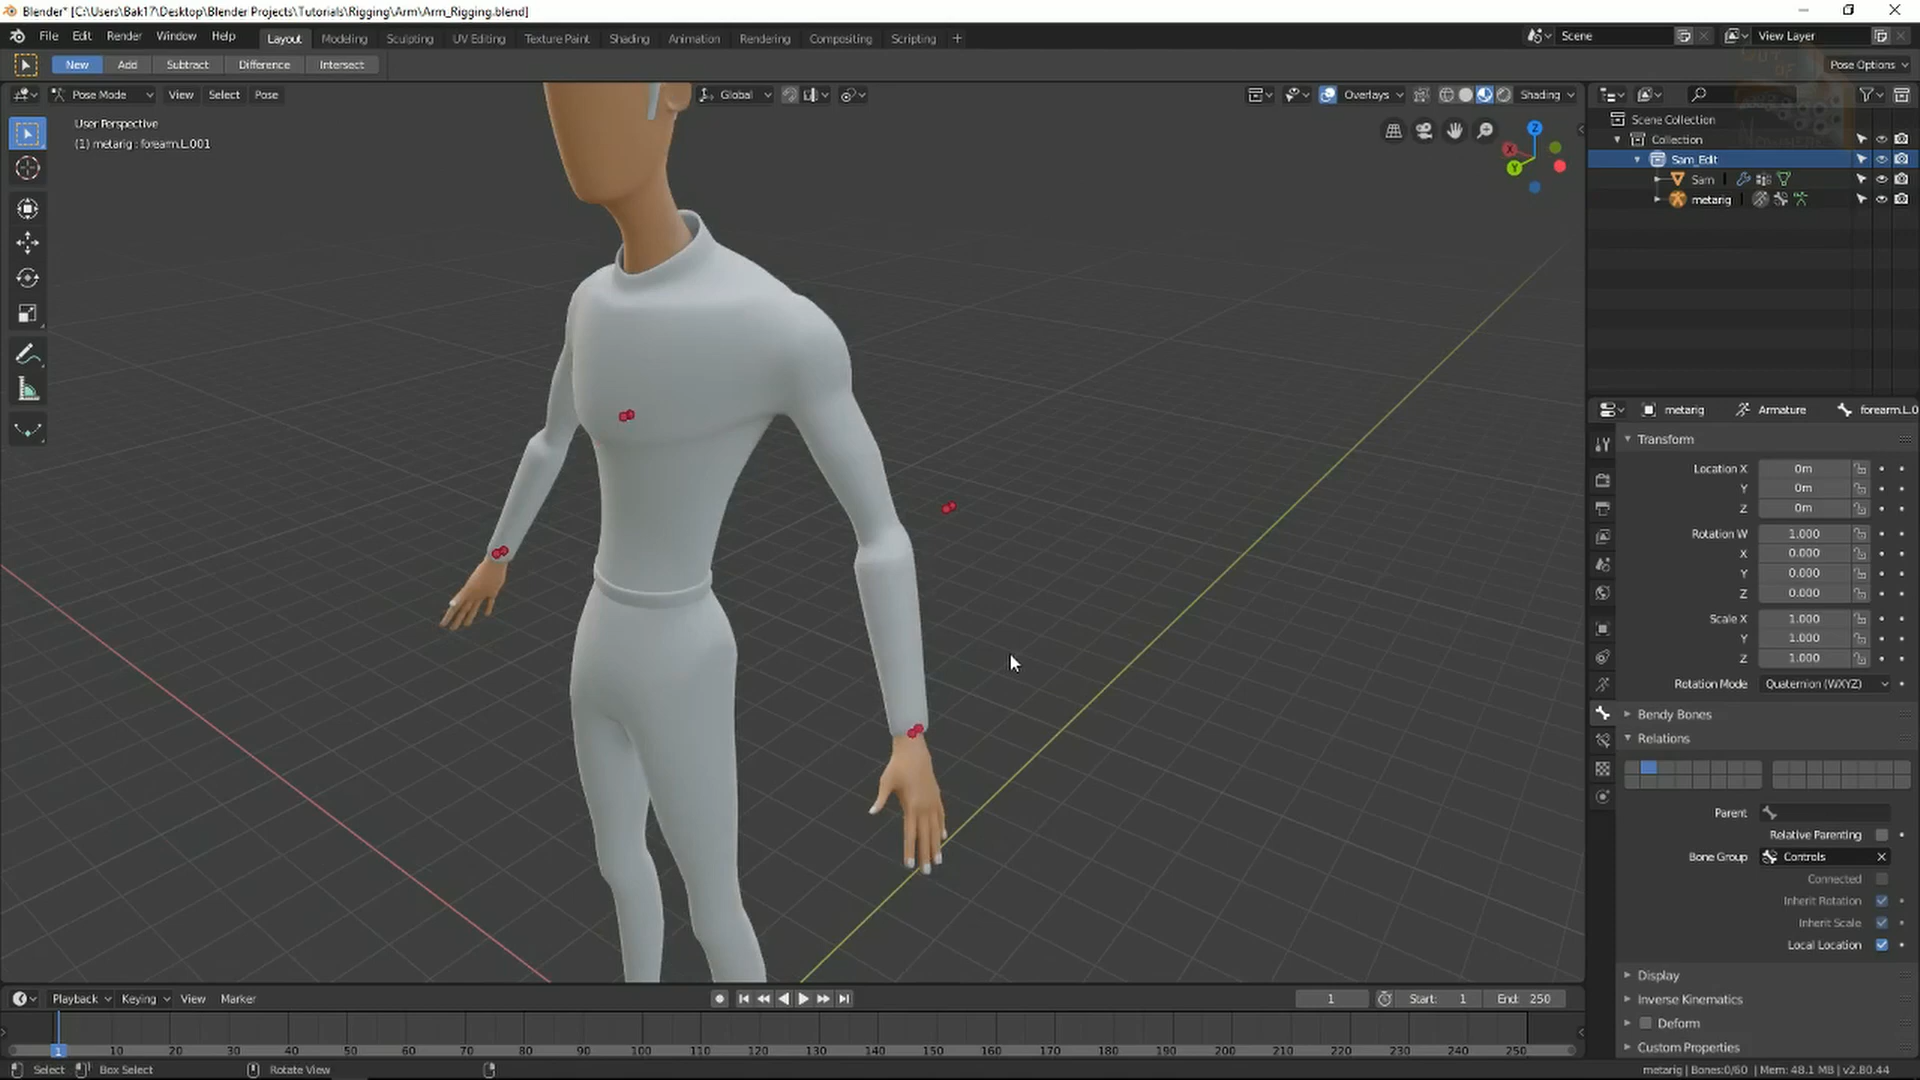 Blender* [C:\Users\Bak17\Desktop\Blender Projects\Tutorials\Rigging\Arm\Arm_Rigging.blend]
File Edit Render Window Help Layout Modeling Sculpting UV Editing Texture Paint Shading Animation Rendering Compositing Scripting + Scene View Layer
New Add Subtract Difference Intersect Pose Options
Pose Mode View Select Pose Global Overlays Shading
User Perspective
(1) metarig : forearm.L.001
Z
X
Y
Scene Collection
Collection
Sam_Edit
Sam
metarig
metarig Armature forearm.L.0
Transform
Location X 0m
Y 0m
Z 0m
Rotation W 1.000
X 0.000
Y 0.000
Z 0.000
Scale X 1.000
Y 1.000
Z 1.000
Rotation Mode Quaternion (WXYZ)
Bendy Bones
Relations
Parent
Relative Parenting
Bone Group Controls
Connected
Inherit Rotation
Inherit Scale
Local Location
Display
Inverse Kinematics
Deform
Custom Properties
Playback Keying View Marker 1 Start: 1 End: 250
1 10 20 30 40 50 60 70 80 90 100 110 120 130 140 150 160 170 180 190 200 210 220 230 240 250
Select Box Select Rotate View metarig | Bones:0/60 | Mem: 48.1 MB | v2.80.44